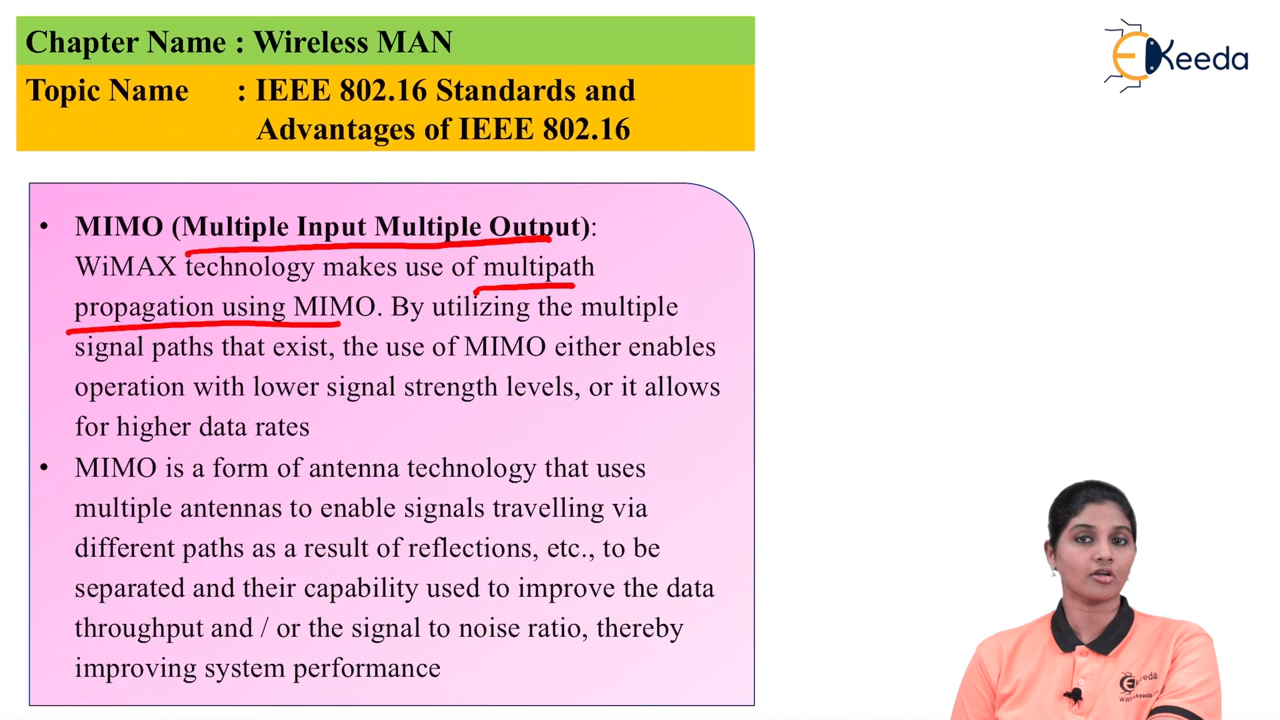 Chapter Name : Wireless MAN
Topic Name : IEEE 802.16 Standards and
Advantages of IEEE 802.16
EKeeda
• MIMO (Multiple Input Multiple Output):
WiMAX technology makes use of multipath
propagation using MIMO. By utilizing the multiple
signal paths that exist, the use of MIMO either enables
operation with lower signal strength levels, or it allows
for higher data rates
• MIMO is a form of antenna technology that uses
multiple antennas to enable signals travelling via
different paths as a result of reflections, etc., to be
separated and their capability used to improve the data
throughput and / or the signal to noise ratio, thereby
improving system performance